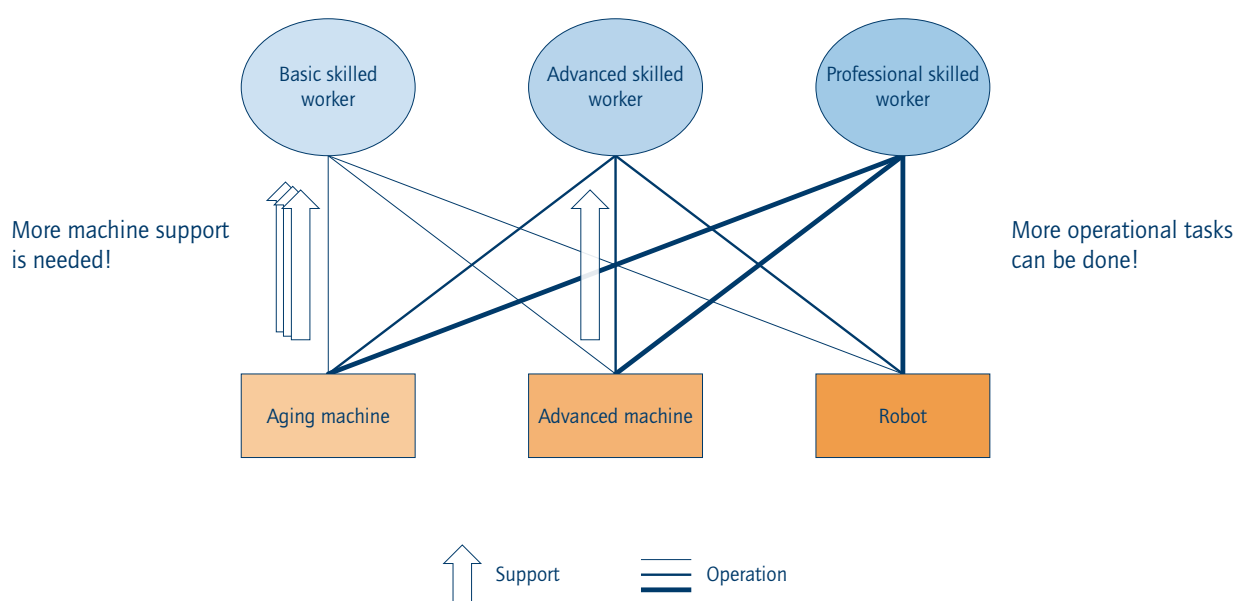 Basic skilled
worker
Advanced skilled
worker
Professional skilled
worker
More machine support
is needed!
More operational tasks
can be done!
Aging machine
Advanced machine
Robot
Support
Operation